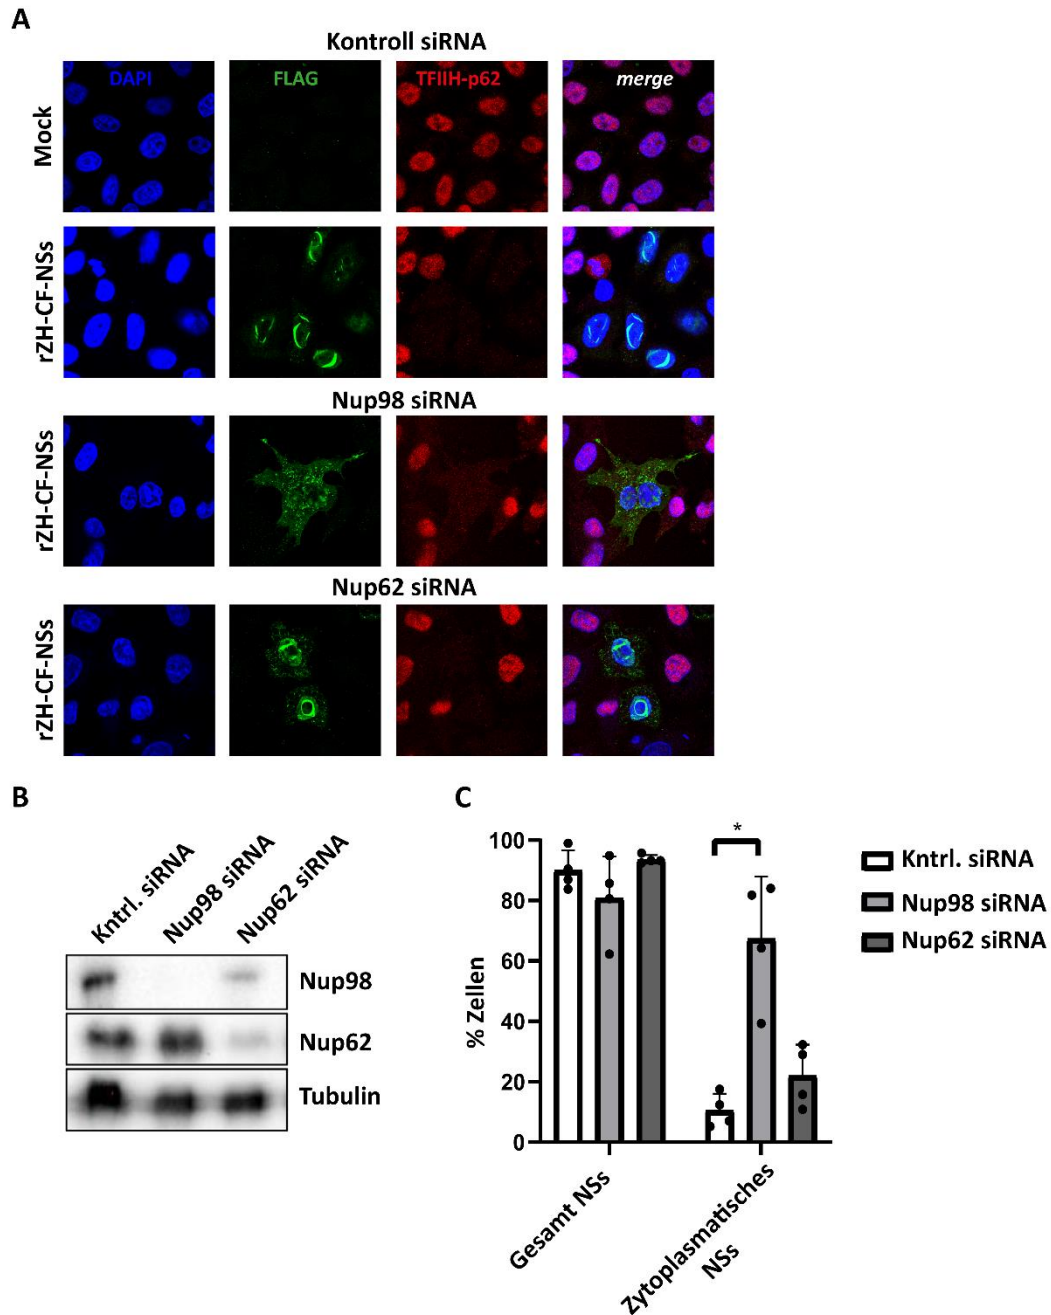 A
Kontroll siRNA
DAPI
FLAG
TFIIH-p62
merge
Mock
rZH-CF-NSs
Nup98 siRNA
rZH-CF-NSs
Nup62 siRNA
rZH-CF-NSs
B
Kntrl. siRNA
Nup98 siRNA
Nup62 siRNA
Nup98
Nup62
Tubulin
C
% Zellen
100
80
60
40
20
0
*
Gesamt NSs
Zytoplasmatisches
NSs
Kntrl. siRNA
Nup98 siRNA
Nup62 siRNA